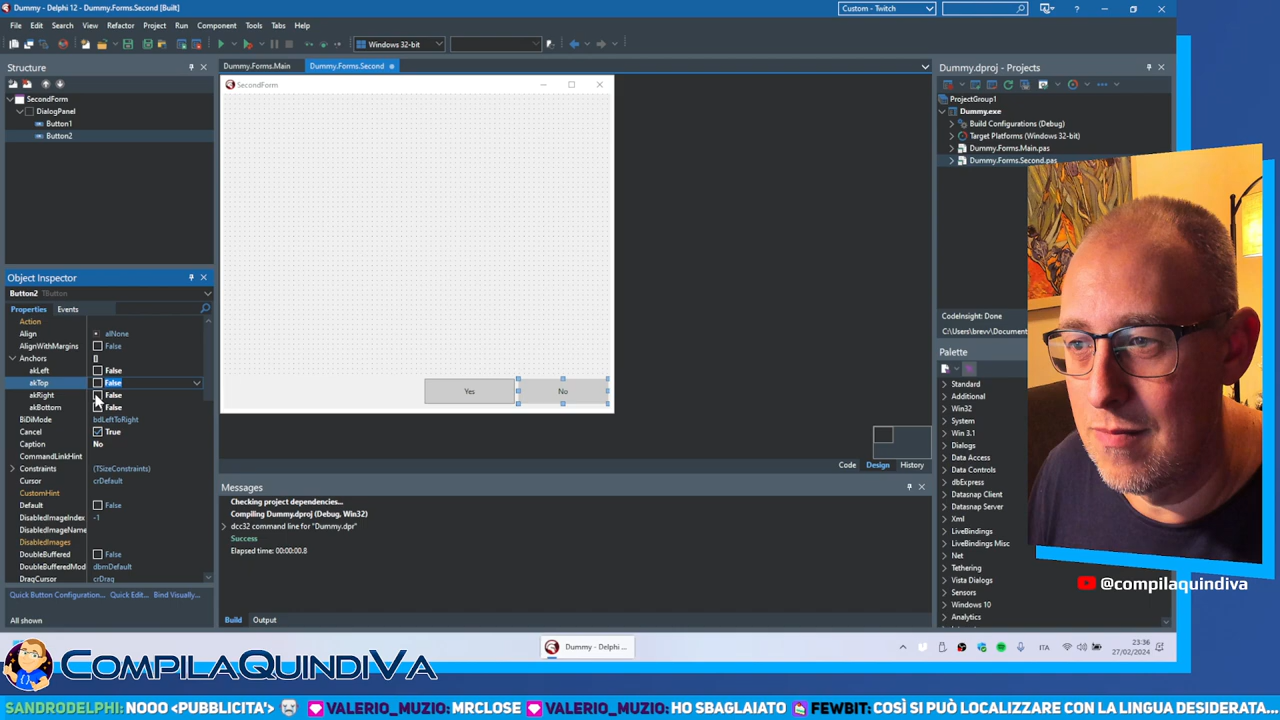 Dummy - Delphi 12 - Dummy.Forms.Second [Built]
Custom - Twitch
File Edit Search View Refactor Project Run Component Tools Tabs Help
Windows 32-bit
Structure
SecondForm
DialogPanel
Button1
Button2
Dummy.Forms.Main Dummy.Forms.Second
SecondForm
Yes No
Object Inspector
Button2 TButton
Properties Events
Action
Align alNone
AlignWithMargins False
Anchors []
akLeft False
akTop False
akRight False
akBottom False
BiDiMode bdLeftToRight
Cancel True
Caption No
CommandLinkHint
Constraints (TSizeConstraints)
Cursor crDefault
CustomHint
Default False
DisabledImageIndex -1
DisabledImageName
DisabledImages
DoubleBuffered False
DoubleBufferedMod dbmDefault
DragCursor crDrag
Quick Button Configuration... Quick Edit... Bind Visually...
All shown
Code Design History
Messages
Checking project dependencies...
Compiling Dummy.dproj (Debug, Win32)
dcc32 command line for "Dummy.dpr"
Success
Elapsed time: 00:00:00.8
Build Output
Dummy.dproj - Projects
ProjectGroup1
Dummy.exe
Build Configurations (Debug)
Target Platforms (Windows 32-bit)
Dummy.Forms.Main.pas
Dummy.Forms.Second.pas
CodeInsight: Done
C:\Users\brevv\Document
Palette
Standard
Additional
Win32
System
Win 3.1
Dialogs
Data Access
Data Controls
dbExpress
Datasnap Client
Datasnap Server
Xml
LiveBindings
LiveBindings Misc
Net
Tethering
Vista Dialogs
Sensors
Windows 10
Analytics
@compilaquindiva
Dummy - Delphi ...
ITA
23:36
27/02/2024
COMPILAQUINDIVA
SANDRODELPHI: NOOO <PUBBLICITA'> VALERIO_MUZIO: MRCLOSE VALERIO_MUZIO: HO SBAGLAIATO FEWBIT: COSÌ SI PUÒ LOCALIZZARE CON LA LINGUA DESIDERATA...